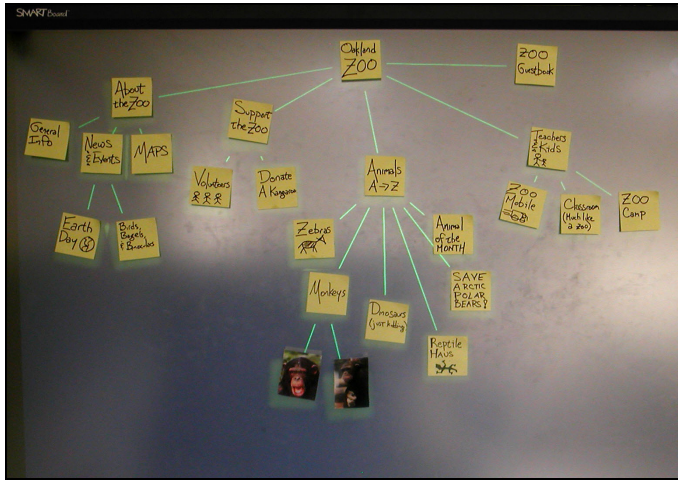 SMART Board
Oakland
ZOO
ZOO
Guestbook
About
the Zoo
Support
the Zoo
General
Info
News
& Events
MAPS
Teachers
& Kids
Volunteers
Donate
A Kangaroo
Animals
A→Z
ZOO
Mobile
Classroom
(Much like
a zoo)
ZOO
Camp
Earth
Day
Birds,
Bagels,
Zebras
Animal
of the
MONTH
Monkeys
SAVE
ARCTIC
POLAR
BEARS!
Dinosaurs
(just kidding)
Reptile
HAUS